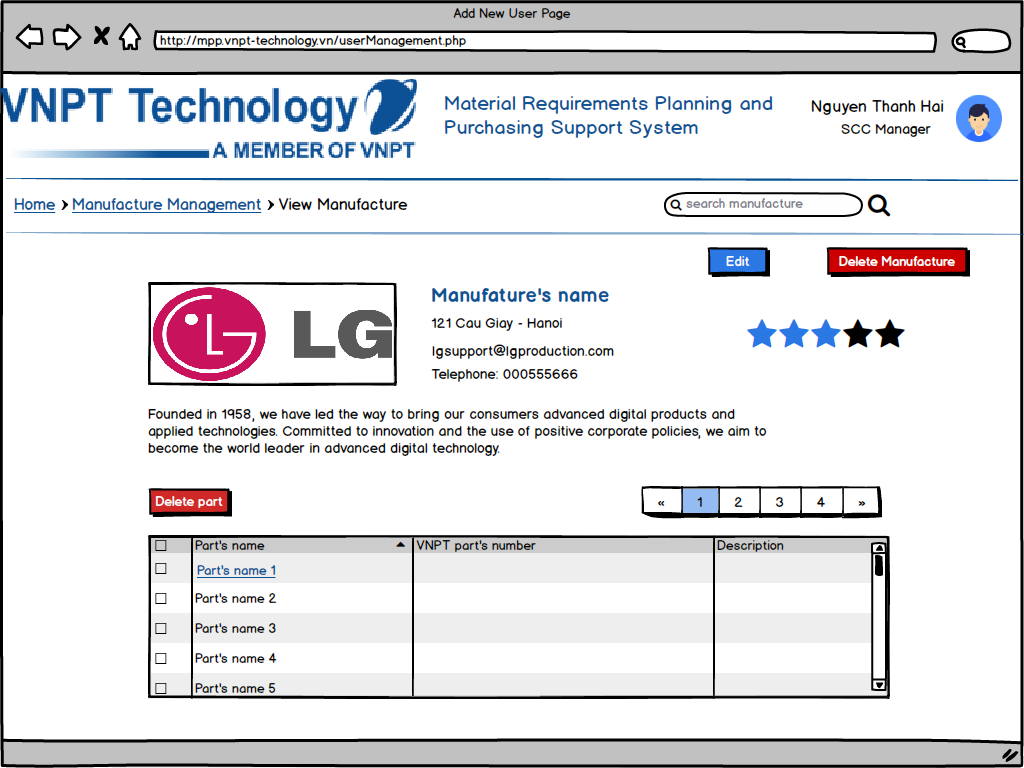 Add New User Page
http://mpp.vnpt-technology.vn/userManagement.php
VNPT Technology
A MEMBER OF VNPT
Material Requirements Planning and
Purchasing Support System
Nguyen Thanh Hai
SCC Manager
Home > Manufacture Management > View Manufacture
search manufacture
Edit
Delete Manufacture
LG
LG
Manufature's name
121 Cau Giay - Hanoi
lgsupport@lgproduction.com
Telephone: 000555666
Founded in 1958, we have led the way to bring our consumers advanced digital products and
applied technologies. Committed to innovation and the use of positive corporate policies, we aim to
become the world leader in advanced digital technology.
Delete part
« 1 2 3 4 »
Part's name VNPT part's number Description
Part's name 1
Part's name 2
Part's name 3
Part's name 4
Part's name 5